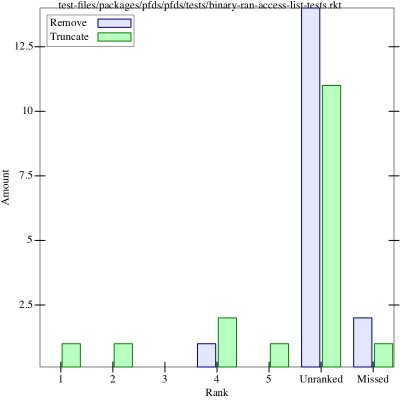 test-files/packages/pfds/pfds/tests/binary-ran-access-list-tests.rkt
Remove
Truncate
12.5
10
7.5
5
2.5
Amount
1 2 3 4 5 Unranked Missed
Rank